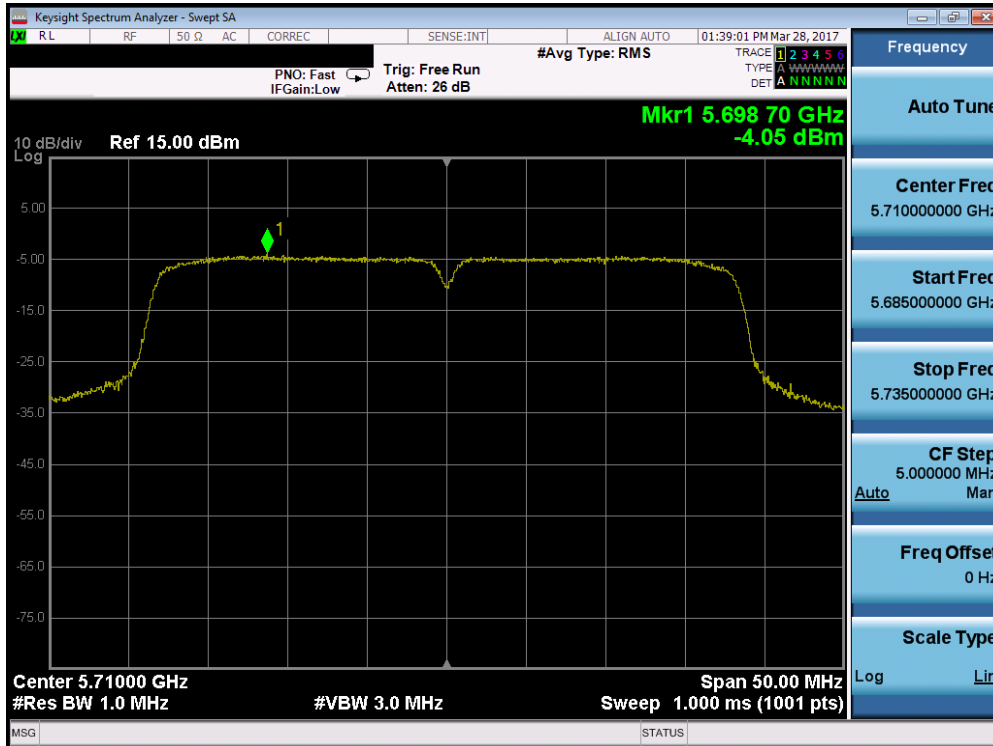 Keysight Spectrum Analyzer - Swept SA
LXI RL RF 50 Ω AC CORREC SENSE:INT ALIGN AUTO 01:39:01 PM Mar 28, 2017
PNO: Fast Trig: Free Run #Avg Type: RMS TRACE 1 2 3 4 5 6
IFGain:Low Atten: 26 dB TYPE A WWWWW
DET A N N N N N
Mkr1 5.698 70 GHz
-4.05 dBm
10 dB/div Ref 15.00 dBm
Log
1
5.00
-5.00
-15.0
-25.0
-35.0
-45.0
-55.0
-65.0
-75.0
Center 5.71000 GHz Span 50.00 MHz
#Res BW 1.0 MHz #VBW 3.0 MHz Sweep 1.000 ms (1001 pts)
MSG STATUS
Frequency
Auto Tune
Center Freq
5.710000000 GHz
Start Freq
5.685000000 GHz
Stop Freq
5.735000000 GHz
CF Step
5.000000 MHz
Auto Man
Freq Offset
0 Hz
Scale Type
Log Lin